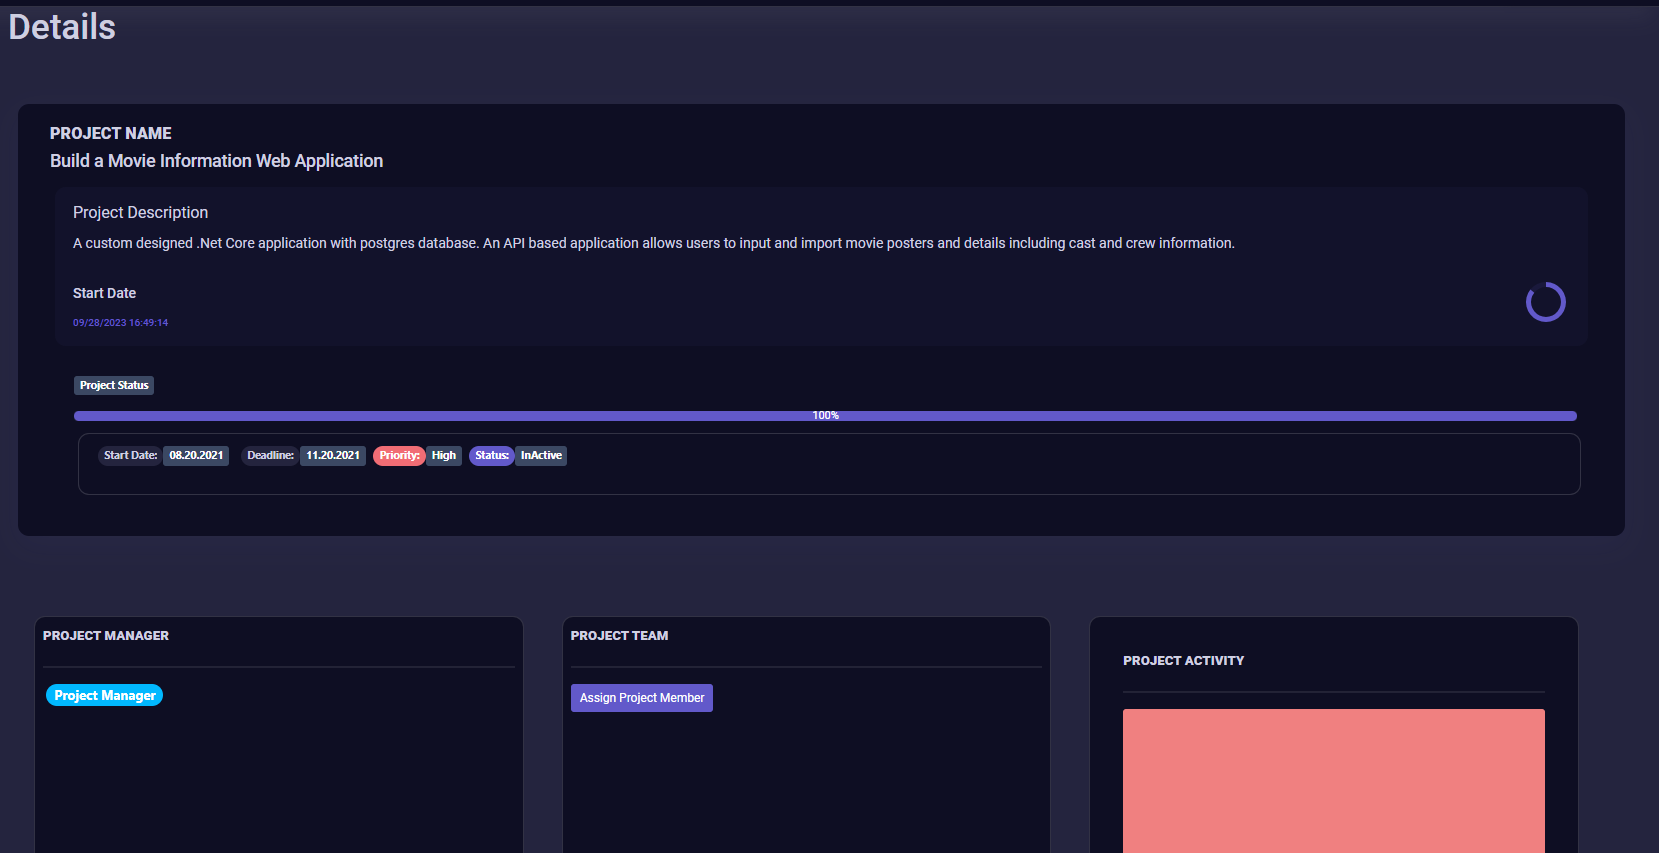 Details
PROJECT NAME
Build a Movie Information Web Application
Project Description
A custom designed .Net Core application with postgres database. An API based application allows users to input and import movie posters and details including cast and crew information.
Start Date
09/28/2023 16:49:14
Project Status
100%
Start Date: 08.20.2021 Deadline: 11.20.2021 Priority: High Status: InActive
PROJECT MANAGER
Project Manager
PROJECT TEAM
Assign Project Member
PROJECT ACTIVITY